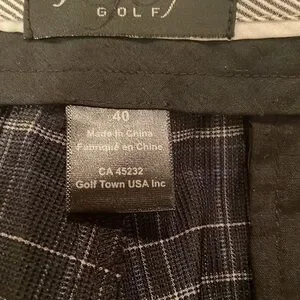 GOLF
40
Made in China
Fabriqué en Chine
CA 45232
Golf Town USA Inc